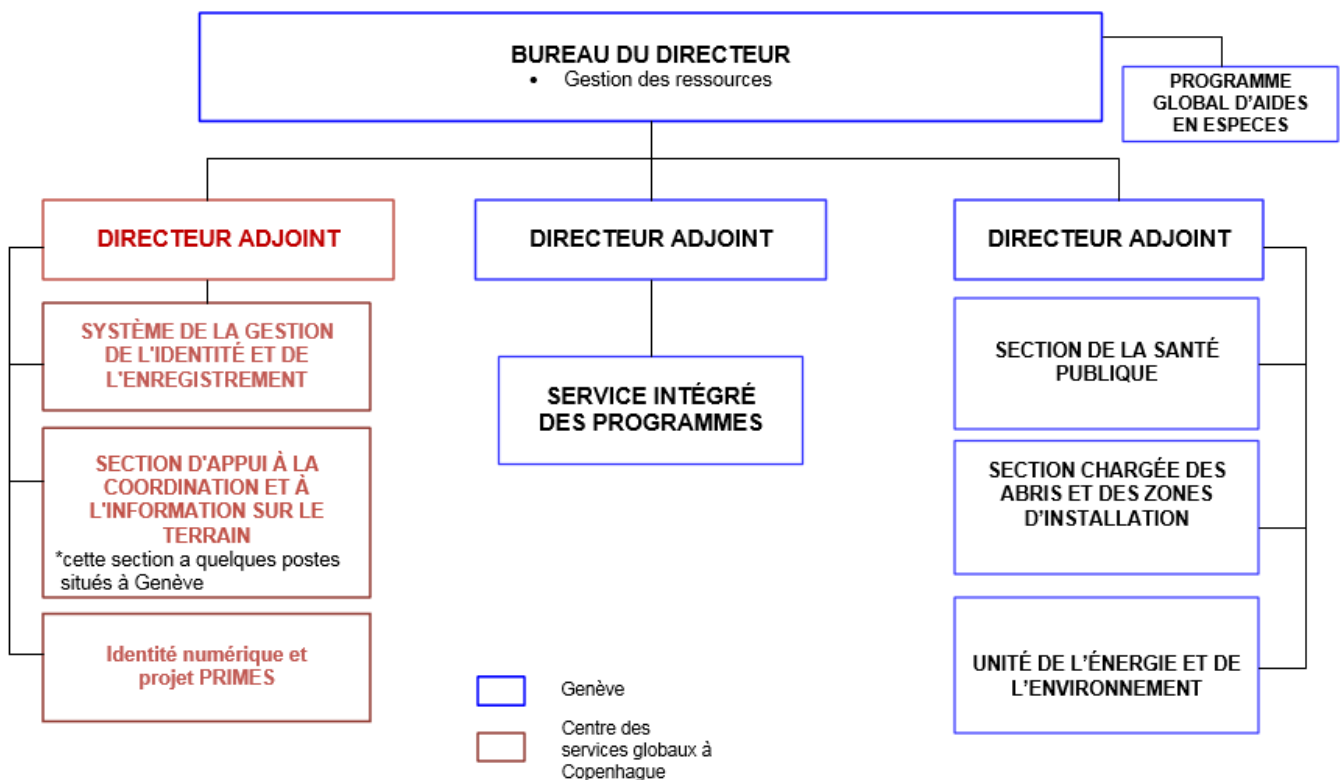 BUREAU DU DIRECTEUR
• Gestion des ressources
PROGRAMME
GLOBAL D'AIDES
EN ESPECES
DIRECTEUR ADJOINT
DIRECTEUR ADJOINT
DIRECTEUR ADJOINT
SYSTÈME DE LA GESTION
DE L'IDENTITÉ ET DE
L'ENREGISTREMENT
SECTION D'APPUI À LA
COORDINATION ET À
L'INFORMATION SUR LE
TERRAIN
*cette section a quelques postes
situés à Genève
Identité numérique et
projet PRIMES
SERVICE INTÉGRÉ
DES PROGRAMMES
SECTION DE LA SANTÉ
PUBLIQUE
SECTION CHARGÉE DES
ABRIS ET DES ZONES
D'INSTALLATION
UNITÉ DE L'ÉNERGIE ET DE
L'ENVIRONNEMENT
Genève
Centre des
services globaux à
Copenhague